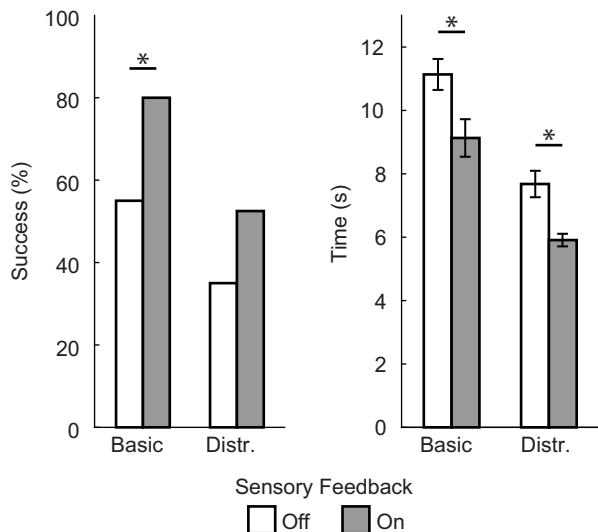 100
80
60
40
20
0
Success (%)
*
Basic
Distr.
12
10
8
6
4
2
0
Time (s)
*
*
Basic
Distr.
Sensory Feedback
Off
On